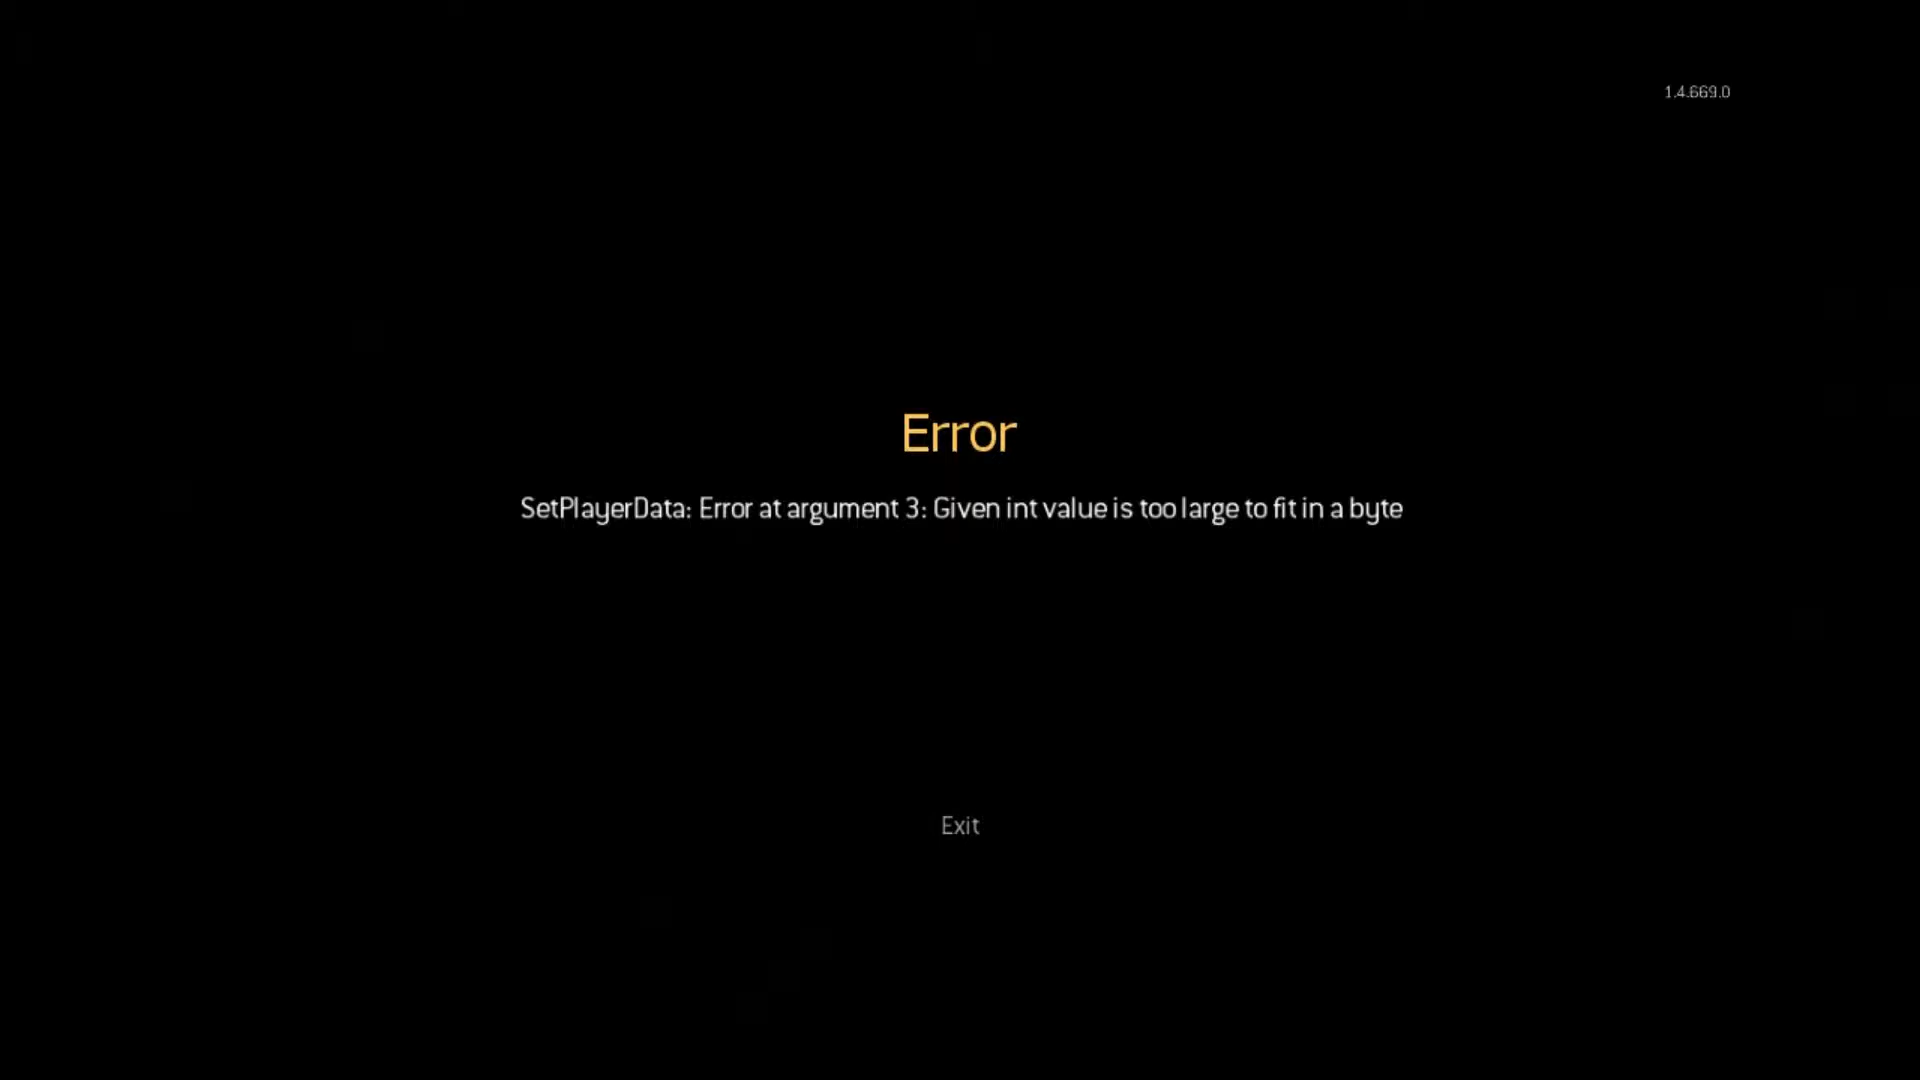 1.4.669.0
Error
SetPlayerData: Error at argument 3: Given int value is too large to fit in a byte
Exit